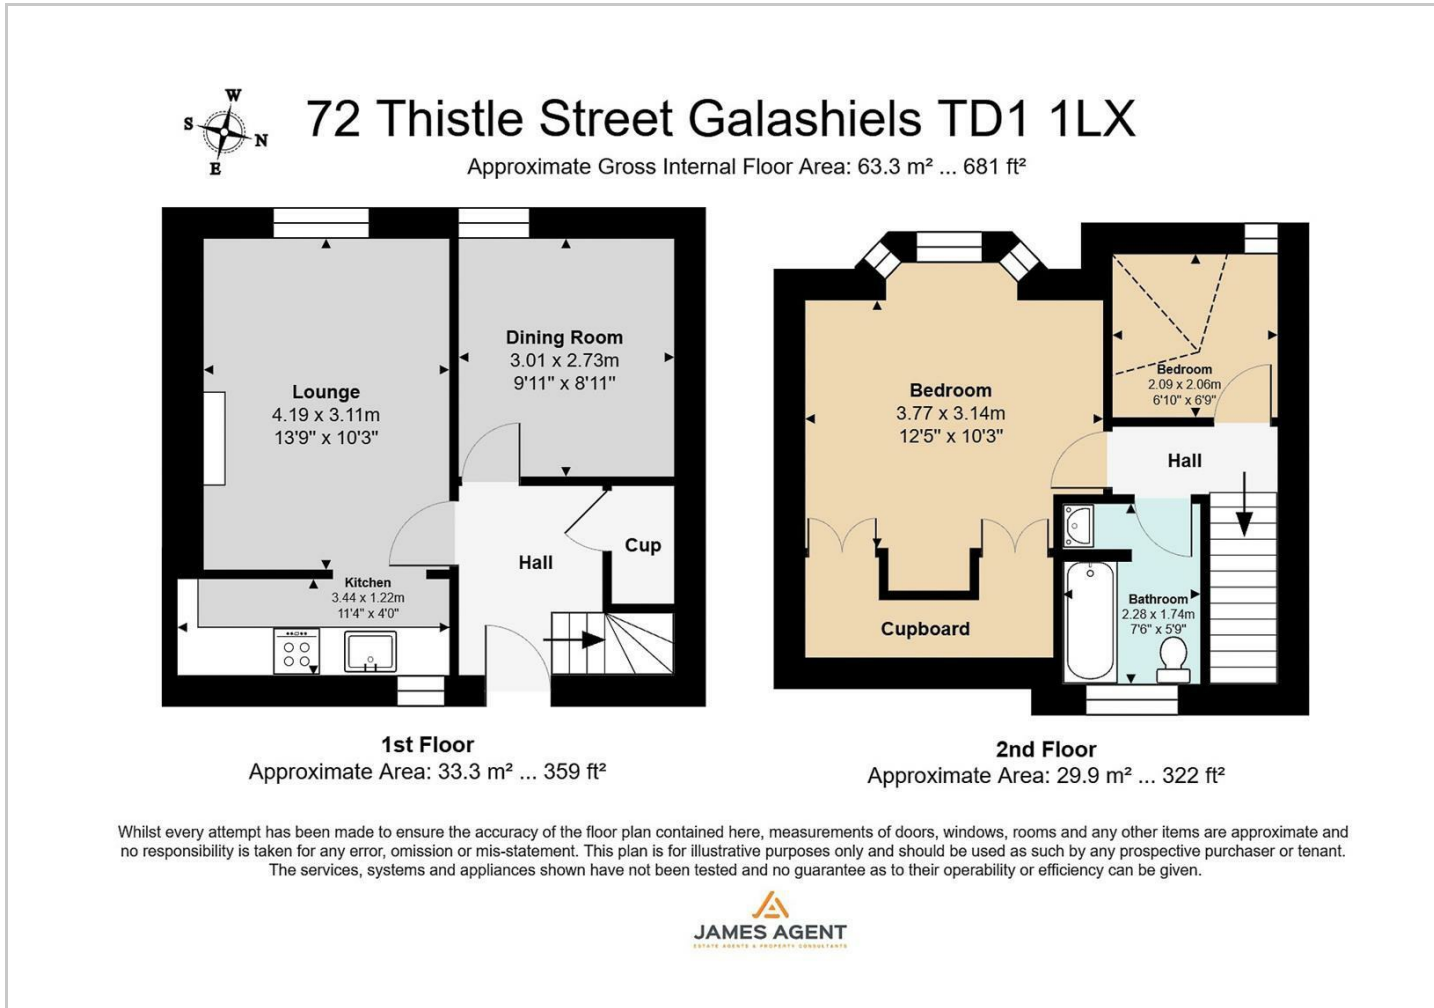 W
S
N
E
72 Thistle Street Galashiels TD1 1LX
Approximate Gross Internal Floor Area: 63.3 m² ... 681 ft²
Lounge
4.19 x 3.11m
13'9" x 10'3"
Dining Room
3.01 x 2.73m
9'11" x 8'11"
Kitchen
3.44 x 1.22m
11'4" x 4'0"
Hall
Cup
1st Floor
Approximate Area: 33.3 m² ... 359 ft²
Bedroom
3.77 x 3.14m
12'5" x 10'3"
Bedroom
2.09 x 2.06m
6'10" x 6'9"
Hall
Bathroom
2.28 x 1.74m
7'6" x 5'9"
Cupboard
2nd Floor
Approximate Area: 29.9 m² ... 322 ft²
Whilst every attempt has been made to ensure the accuracy of the floor plan contained here, measurements of doors, windows, rooms and any other items are approximate and
no responsibility is taken for any error, omission or mis-statement. This plan is for illustrative purposes only and should be used as such by any prospective purchaser or tenant.
The services, systems and appliances shown have not been tested and no guarantee as to their operability or efficiency can be given.
JAMES AGENT
ESTATE AGENTS & PROPERTY CONSULTANTS